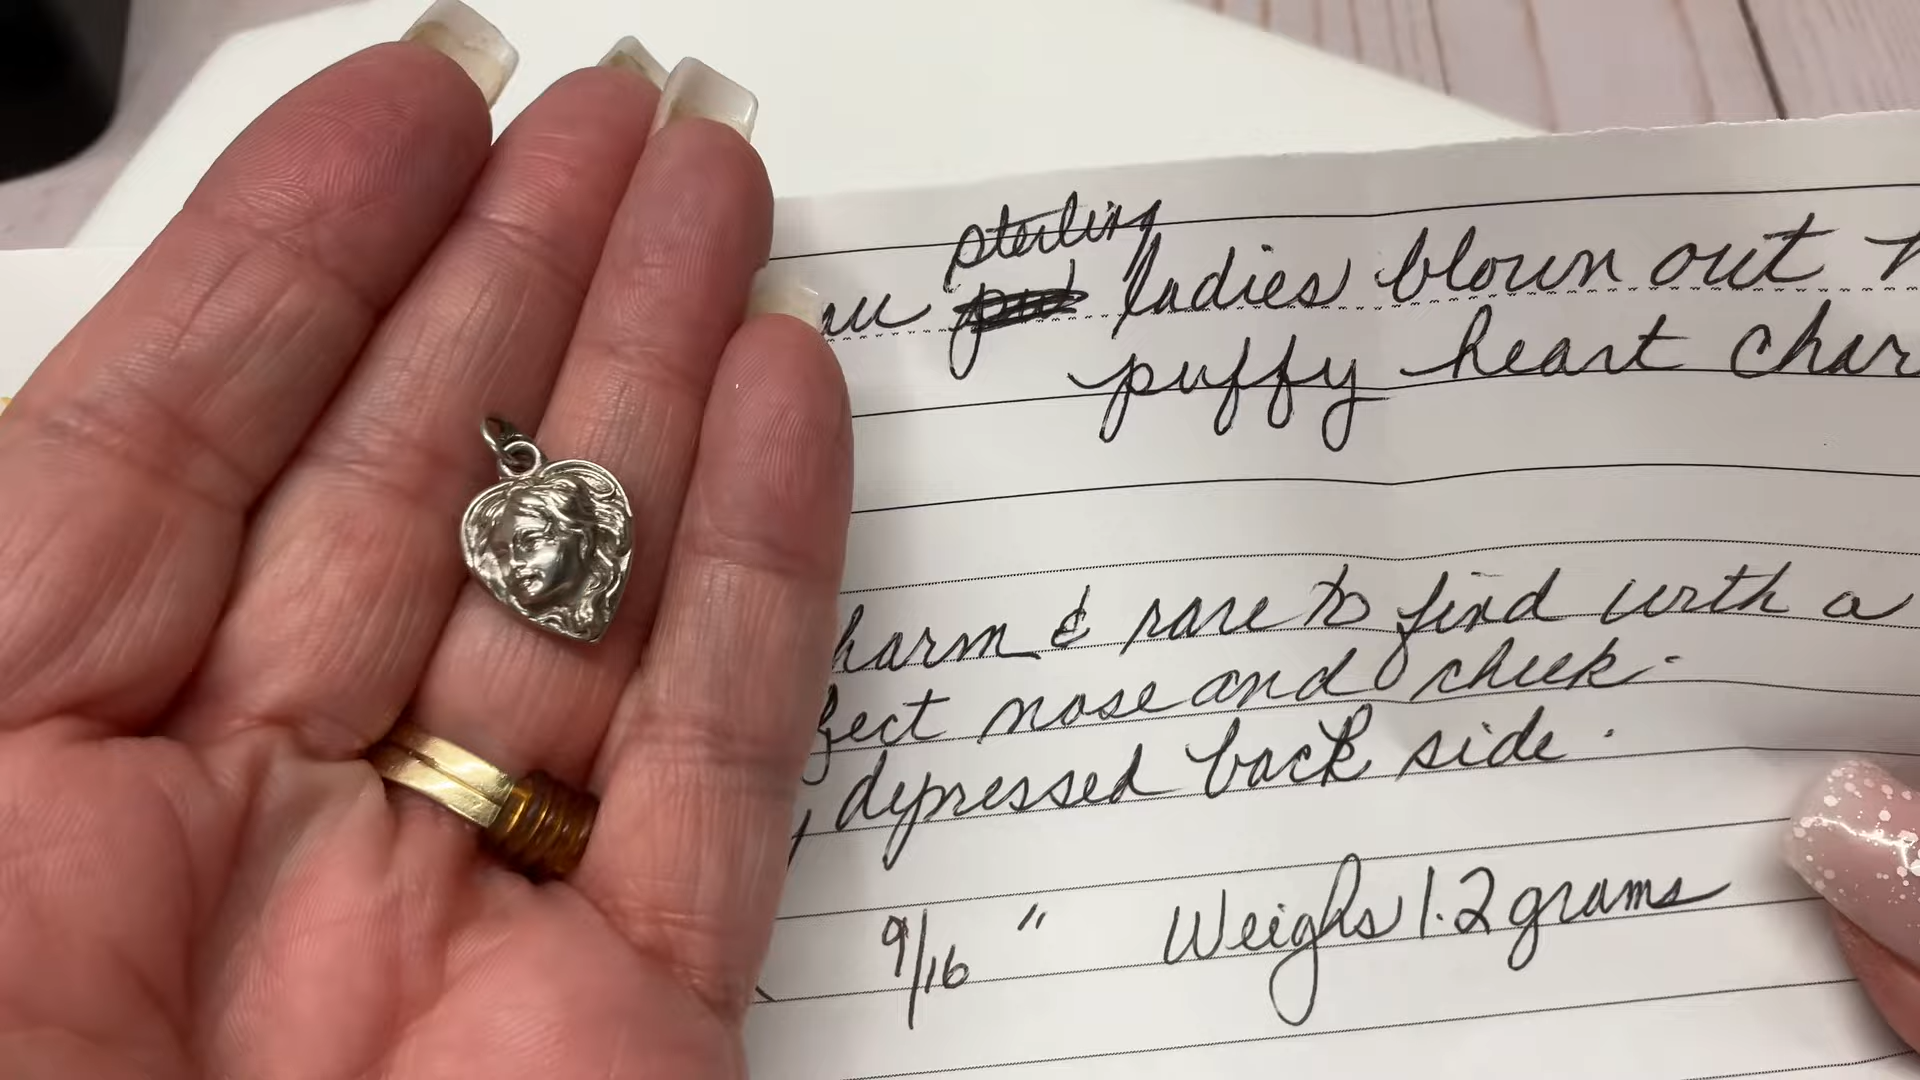 sterling
ladies blown out
puffy heart char
harm & rare to find with a
fect nose and cheek.
, depressed back side.
9/16 " Weighs 1.2 grams